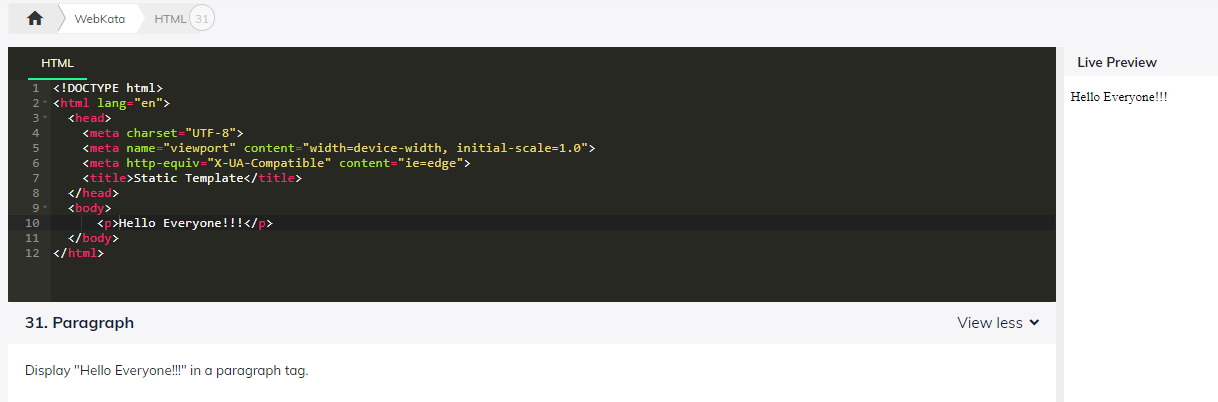 WebKata HTML 31
HTML
Live Preview
1 <!DOCTYPE html>
2 <html lang="en">
3 <head>
4 <meta charset="UTF-8">
5 <meta name="viewport" content="width=device-width, initial-scale=1.0">
6 <meta http-equiv="X-UA-Compatible" content="ie=edge">
7 <title>Static Template</title>
8 </head>
9 <body>
10 <p>Hello Everyone!!!</p>
11 </body>
12 </html>
Hello Everyone!!!
31. Paragraph
View less
Display "Hello Everyone!!!" in a paragraph tag.